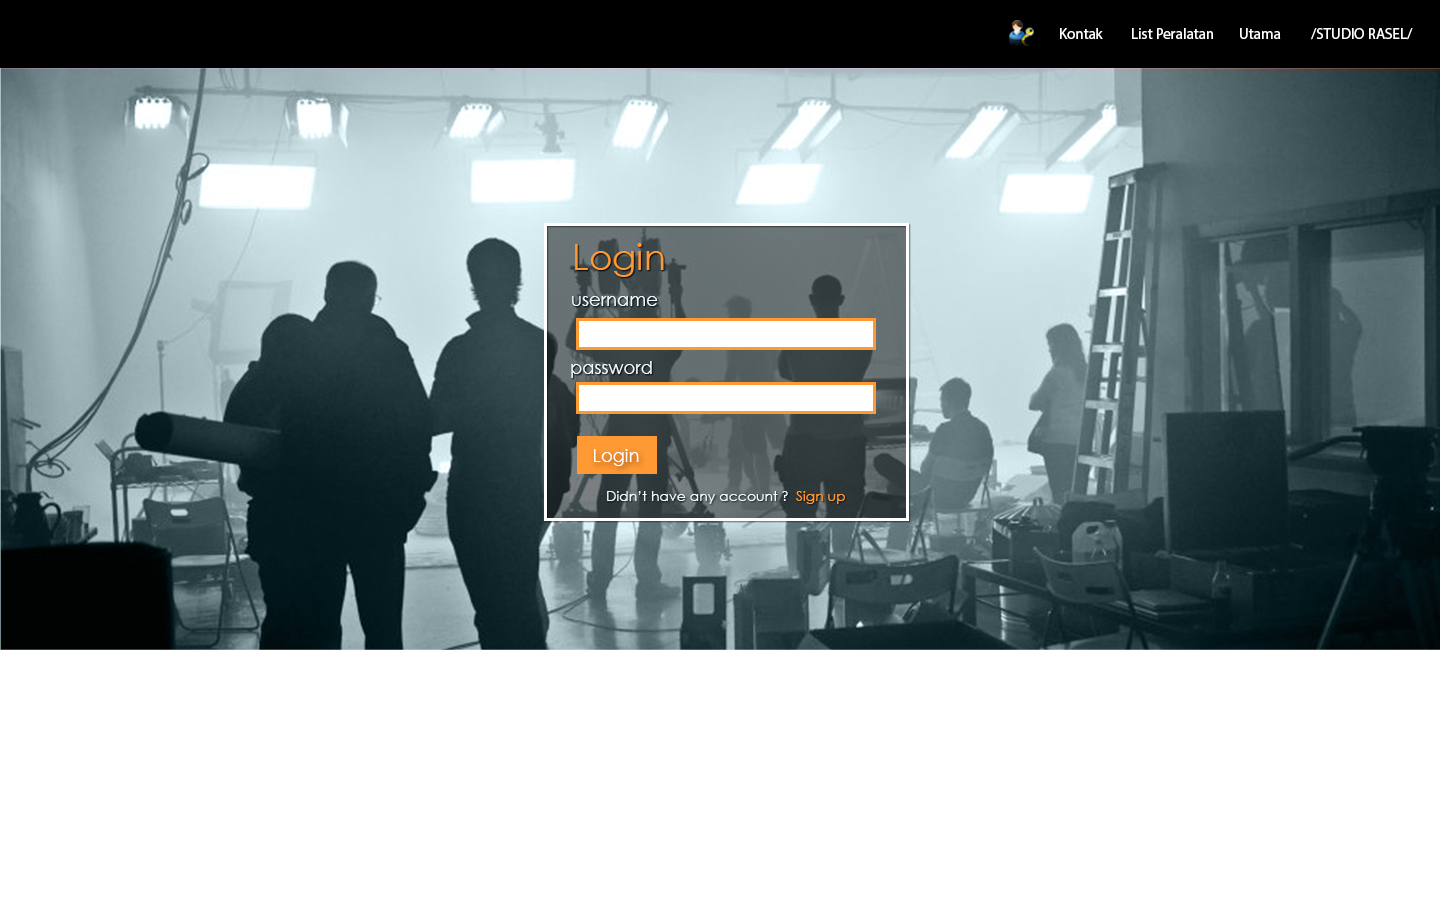 Kontak List Peralatan Utama /STUDIO RASEL/
Login
username
password
Login
Didn't have any account ? Sign up